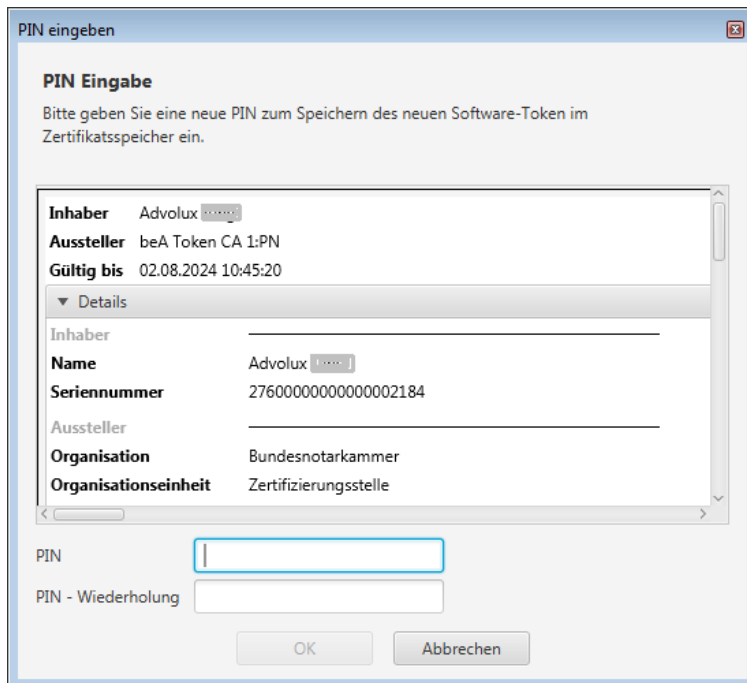 PIN eingeben
PIN Eingabe
Bitte geben Sie eine neue PIN zum Speichern des neuen Software-Token im
Zertifikatsspeicher ein.
Inhaber Advolux
Aussteller beA Token CA 1:PN
Gültig bis 02.08.2024 10:45:20
Details
Inhaber
Name Advolux
Seriennummer 27600000000000002184
Aussteller
Organisation Bundesnotarkammer
Organisationseinheit Zertifizierungsstelle
PIN
PIN - Wiederholung
OK Abbrechen